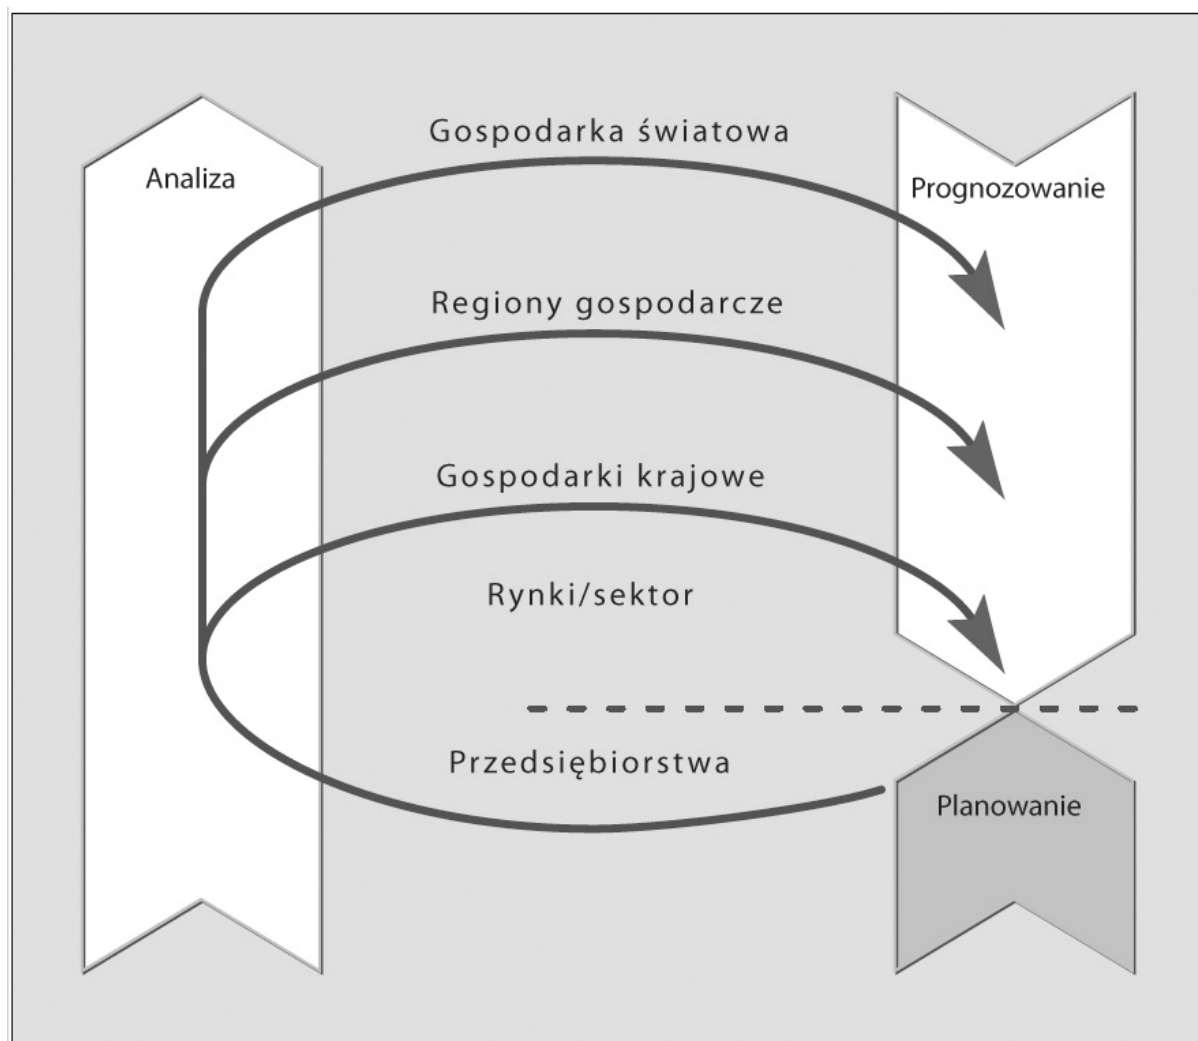 Gospodarka światowa
Analiza
Prognozowanie
Regiony gospodarcze
Gospodarki krajowe
Rynki/sektor
Przedsiębiorstwa
Planowanie